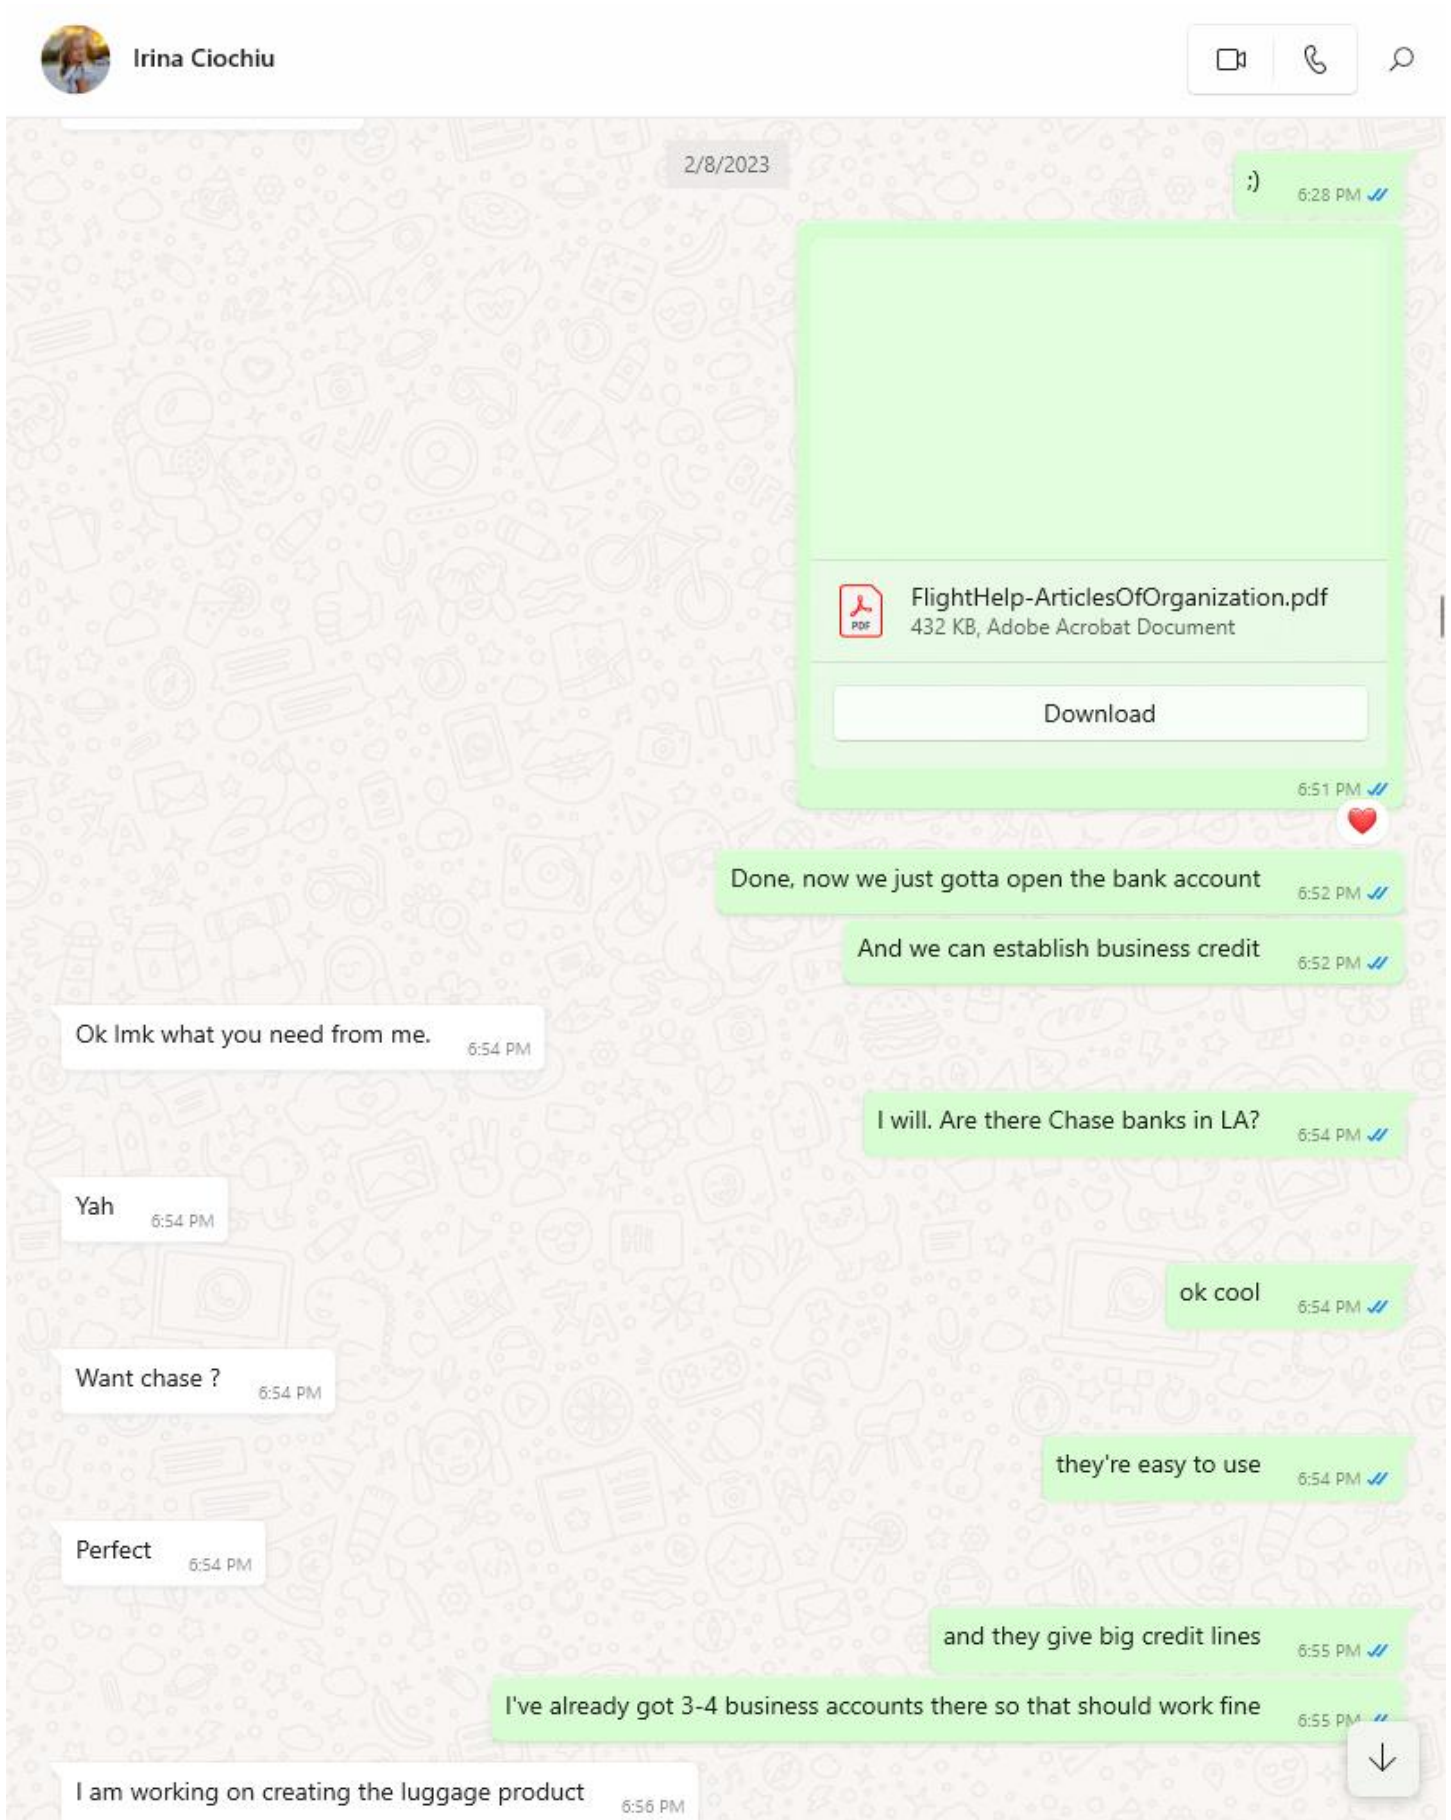 Irina Ciochiu
2/8/2023
;)
6:28 PM
PDF
FlightHelp-ArticlesOfOrganization.pdf
432 KB, Adobe Acrobat Document
Download
6:51 PM
Done, now we just gotta open the bank account
6:52 PM
And we can establish business credit
6:52 PM
Ok lmk what you need from me.
6:54 PM
I will. Are there Chase banks in LA?
6:54 PM
Yah
6:54 PM
ok cool
6:54 PM
Want chase ?
6:54 PM
they're easy to use
6:54 PM
Perfect
6:54 PM
and they give big credit lines
6:55 PM
I've already got 3-4 business accounts there so that should work fine
6:55 PM
I am working on creating the luggage product
6:56 PM